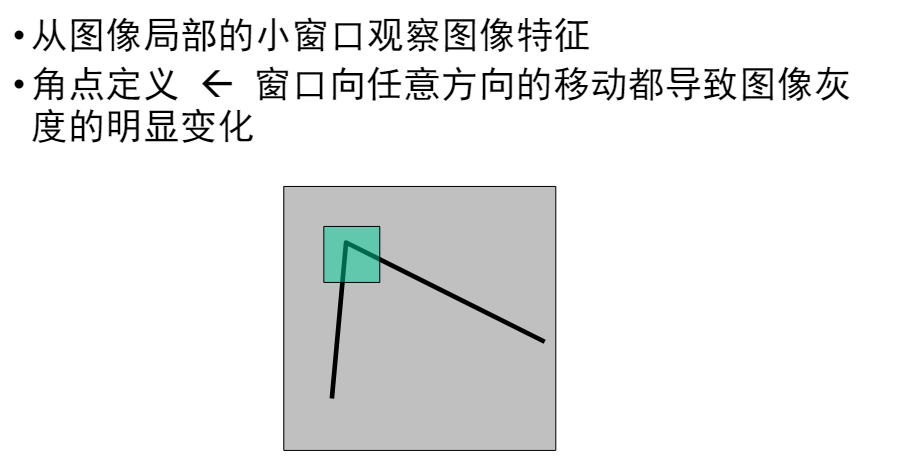 •从图像局部的小窗口观察图像特征
•角点定义 ← 窗口向任意方向的移动都导致图像灰
度的明显变化